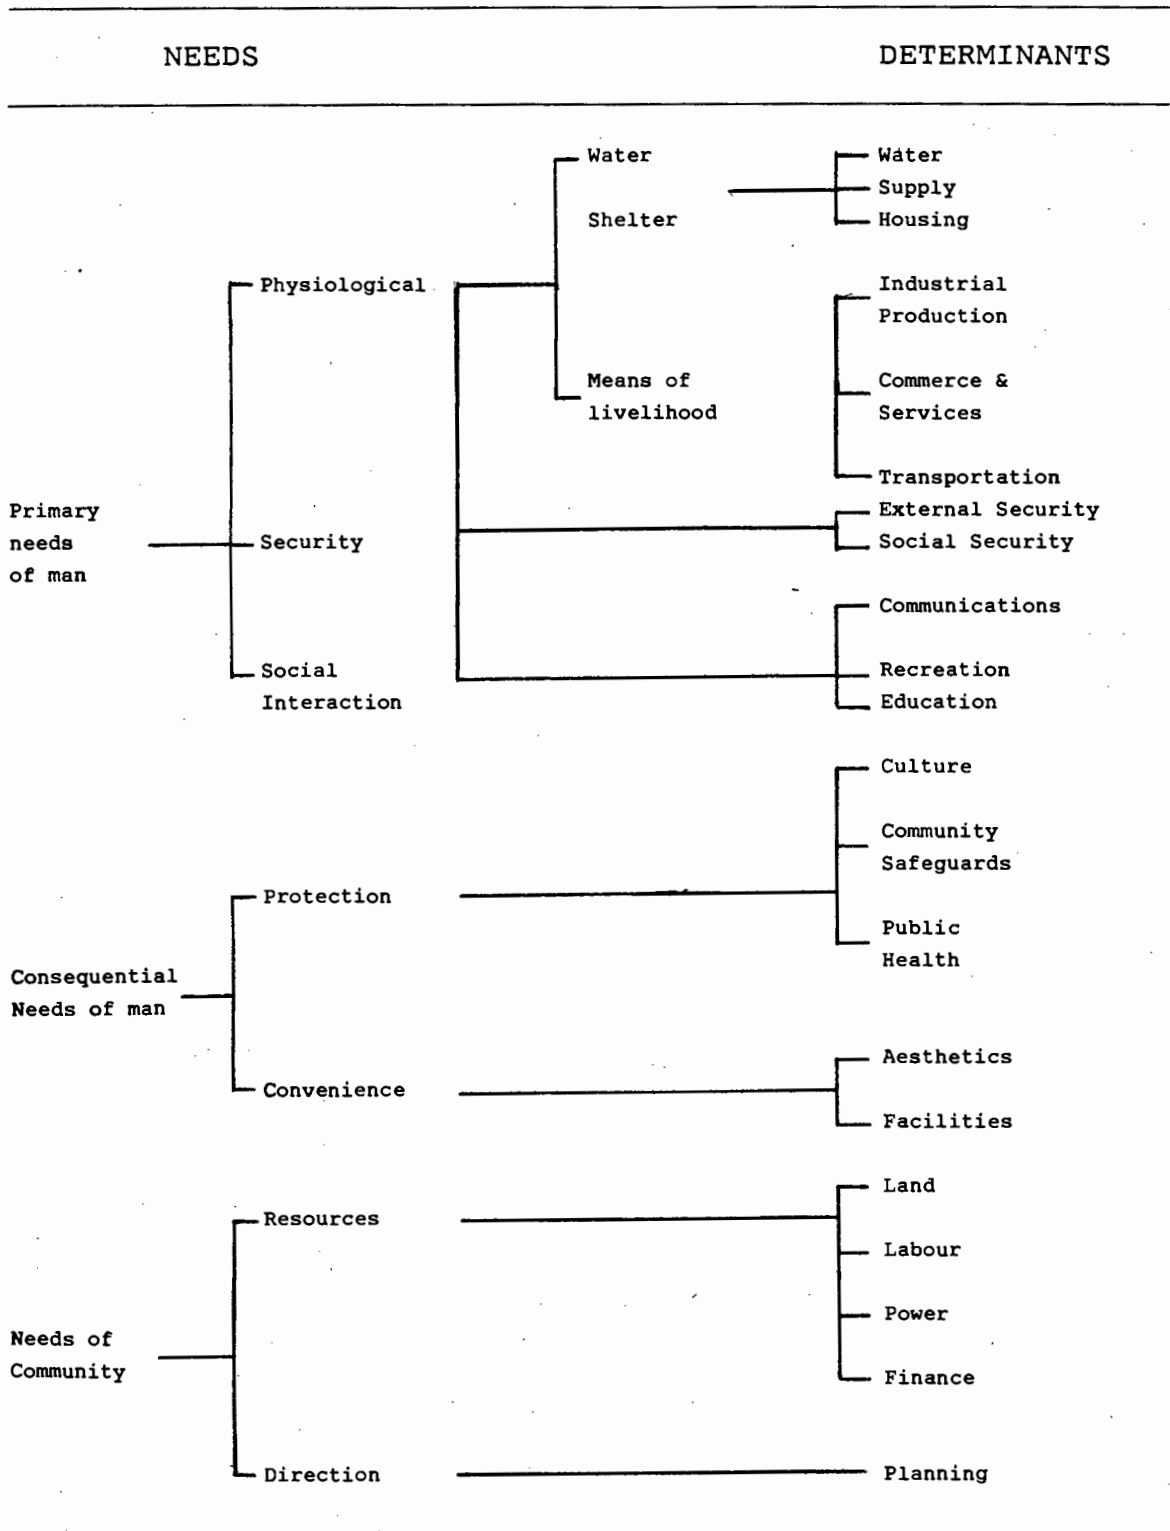 NEEDS DETERMINANTS
Water Water
Supply
Shelter Housing
Physiological Industrial
Production
Means of Commerce &
livelihood Services
Transportation
Primary External Security
needs Security Social Security
of man
Communications
Social Recreation
Interaction Education
Culture
Community
Safeguards
Protection
Public
Health
Consequential
Needs of man
Aesthetics
Convenience
Facilities
Land
Resources
Labour
Power
Needs of
Community
Finance
Direction Planning